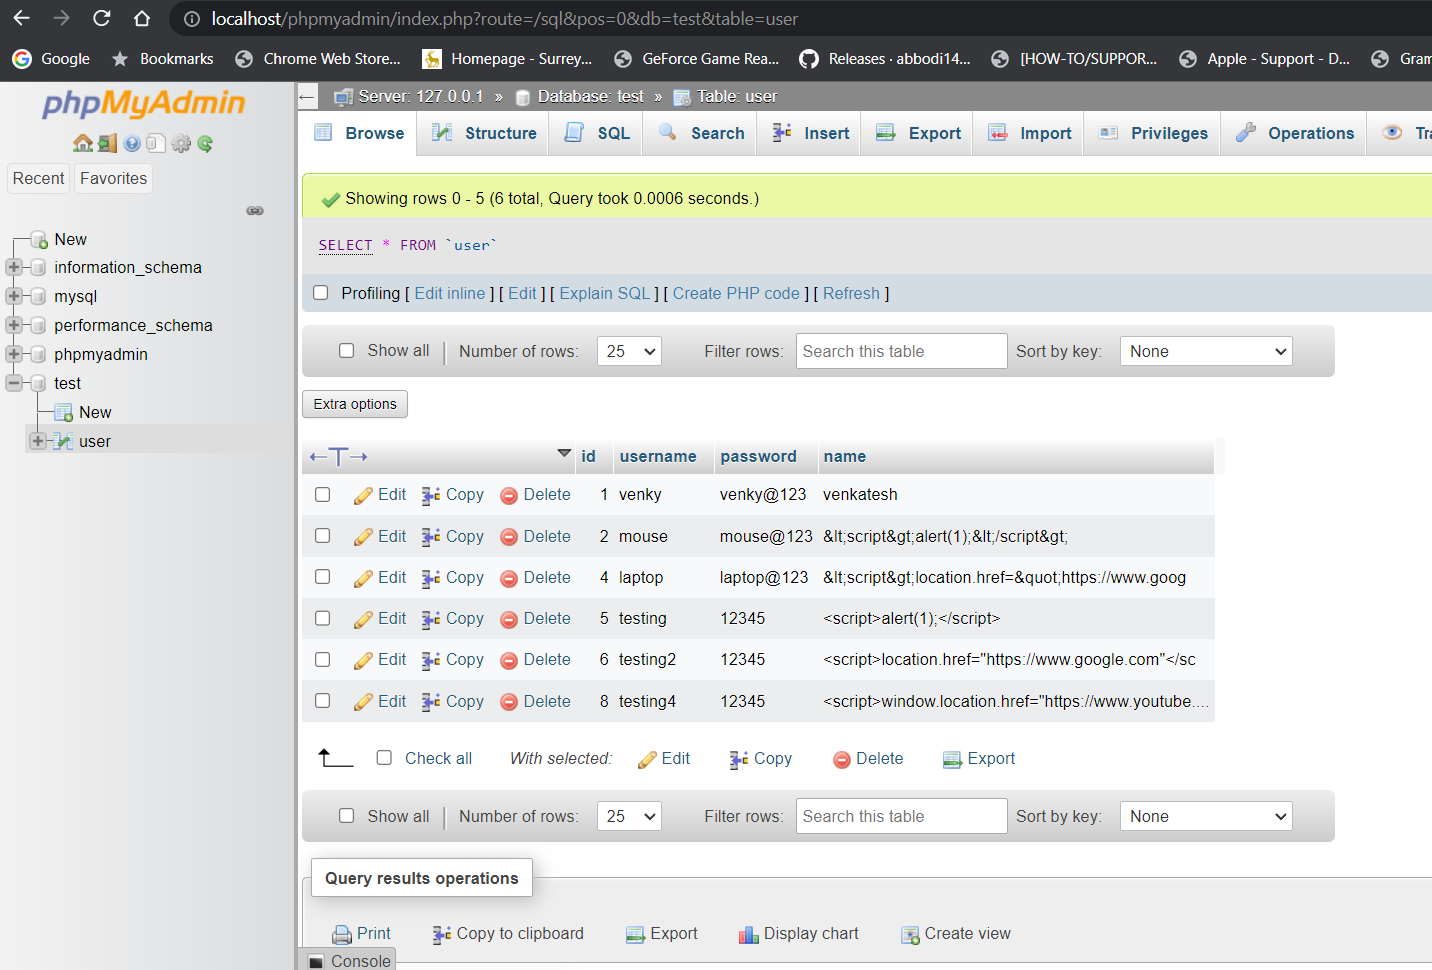 localhost/phpmyadmin/index.php?route=/sql&pos=0&db=test&table=user
Google Bookmarks Chrome Web Store... Homepage - Surrey... GeForce Game Rea... Releases · abbodi14... [HOW-TO/SUPPOR... Apple - Support - D... Gram
phpMyAdmin
Recent Favorites
New
information_schema
mysql
performance_schema
phpmyadmin
test
New
user
Server: 127.0.0.1 » Database: test » Table: user
Browse Structure SQL Search Insert Export Import Privileges Operations Tra
Showing rows 0 - 5 (6 total, Query took 0.0006 seconds.)
SELECT * FROM `user`
Profiling [ Edit inline ] [ Edit ] [ Explain SQL ] [ Create PHP code ] [ Refresh ]
Show all | Number of rows: 25 Filter rows: Search this table Sort by key: None
Extra options
←T→ id username password name
Edit Copy Delete 1 venky venky@123 venkatesh
Edit Copy Delete 2 mouse mouse@123 &lt;script&gt;alert(1);&lt;/script&gt;
Edit Copy Delete 4 laptop laptop@123 &lt;script&gt;location.href=&quot;https://www.goog
Edit Copy Delete 5 testing 12345 <script>alert(1);</script>
Edit Copy Delete 6 testing2 12345 <script>location.href="https://www.google.com"</sc
Edit Copy Delete 8 testing4 12345 <script>window.location.href="https://www.youtube....
Check all With selected: Edit Copy Delete Export
Show all | Number of rows: 25 Filter rows: Search this table Sort by key: None
Query results operations
Print Copy to clipboard Export Display chart Create view
Console